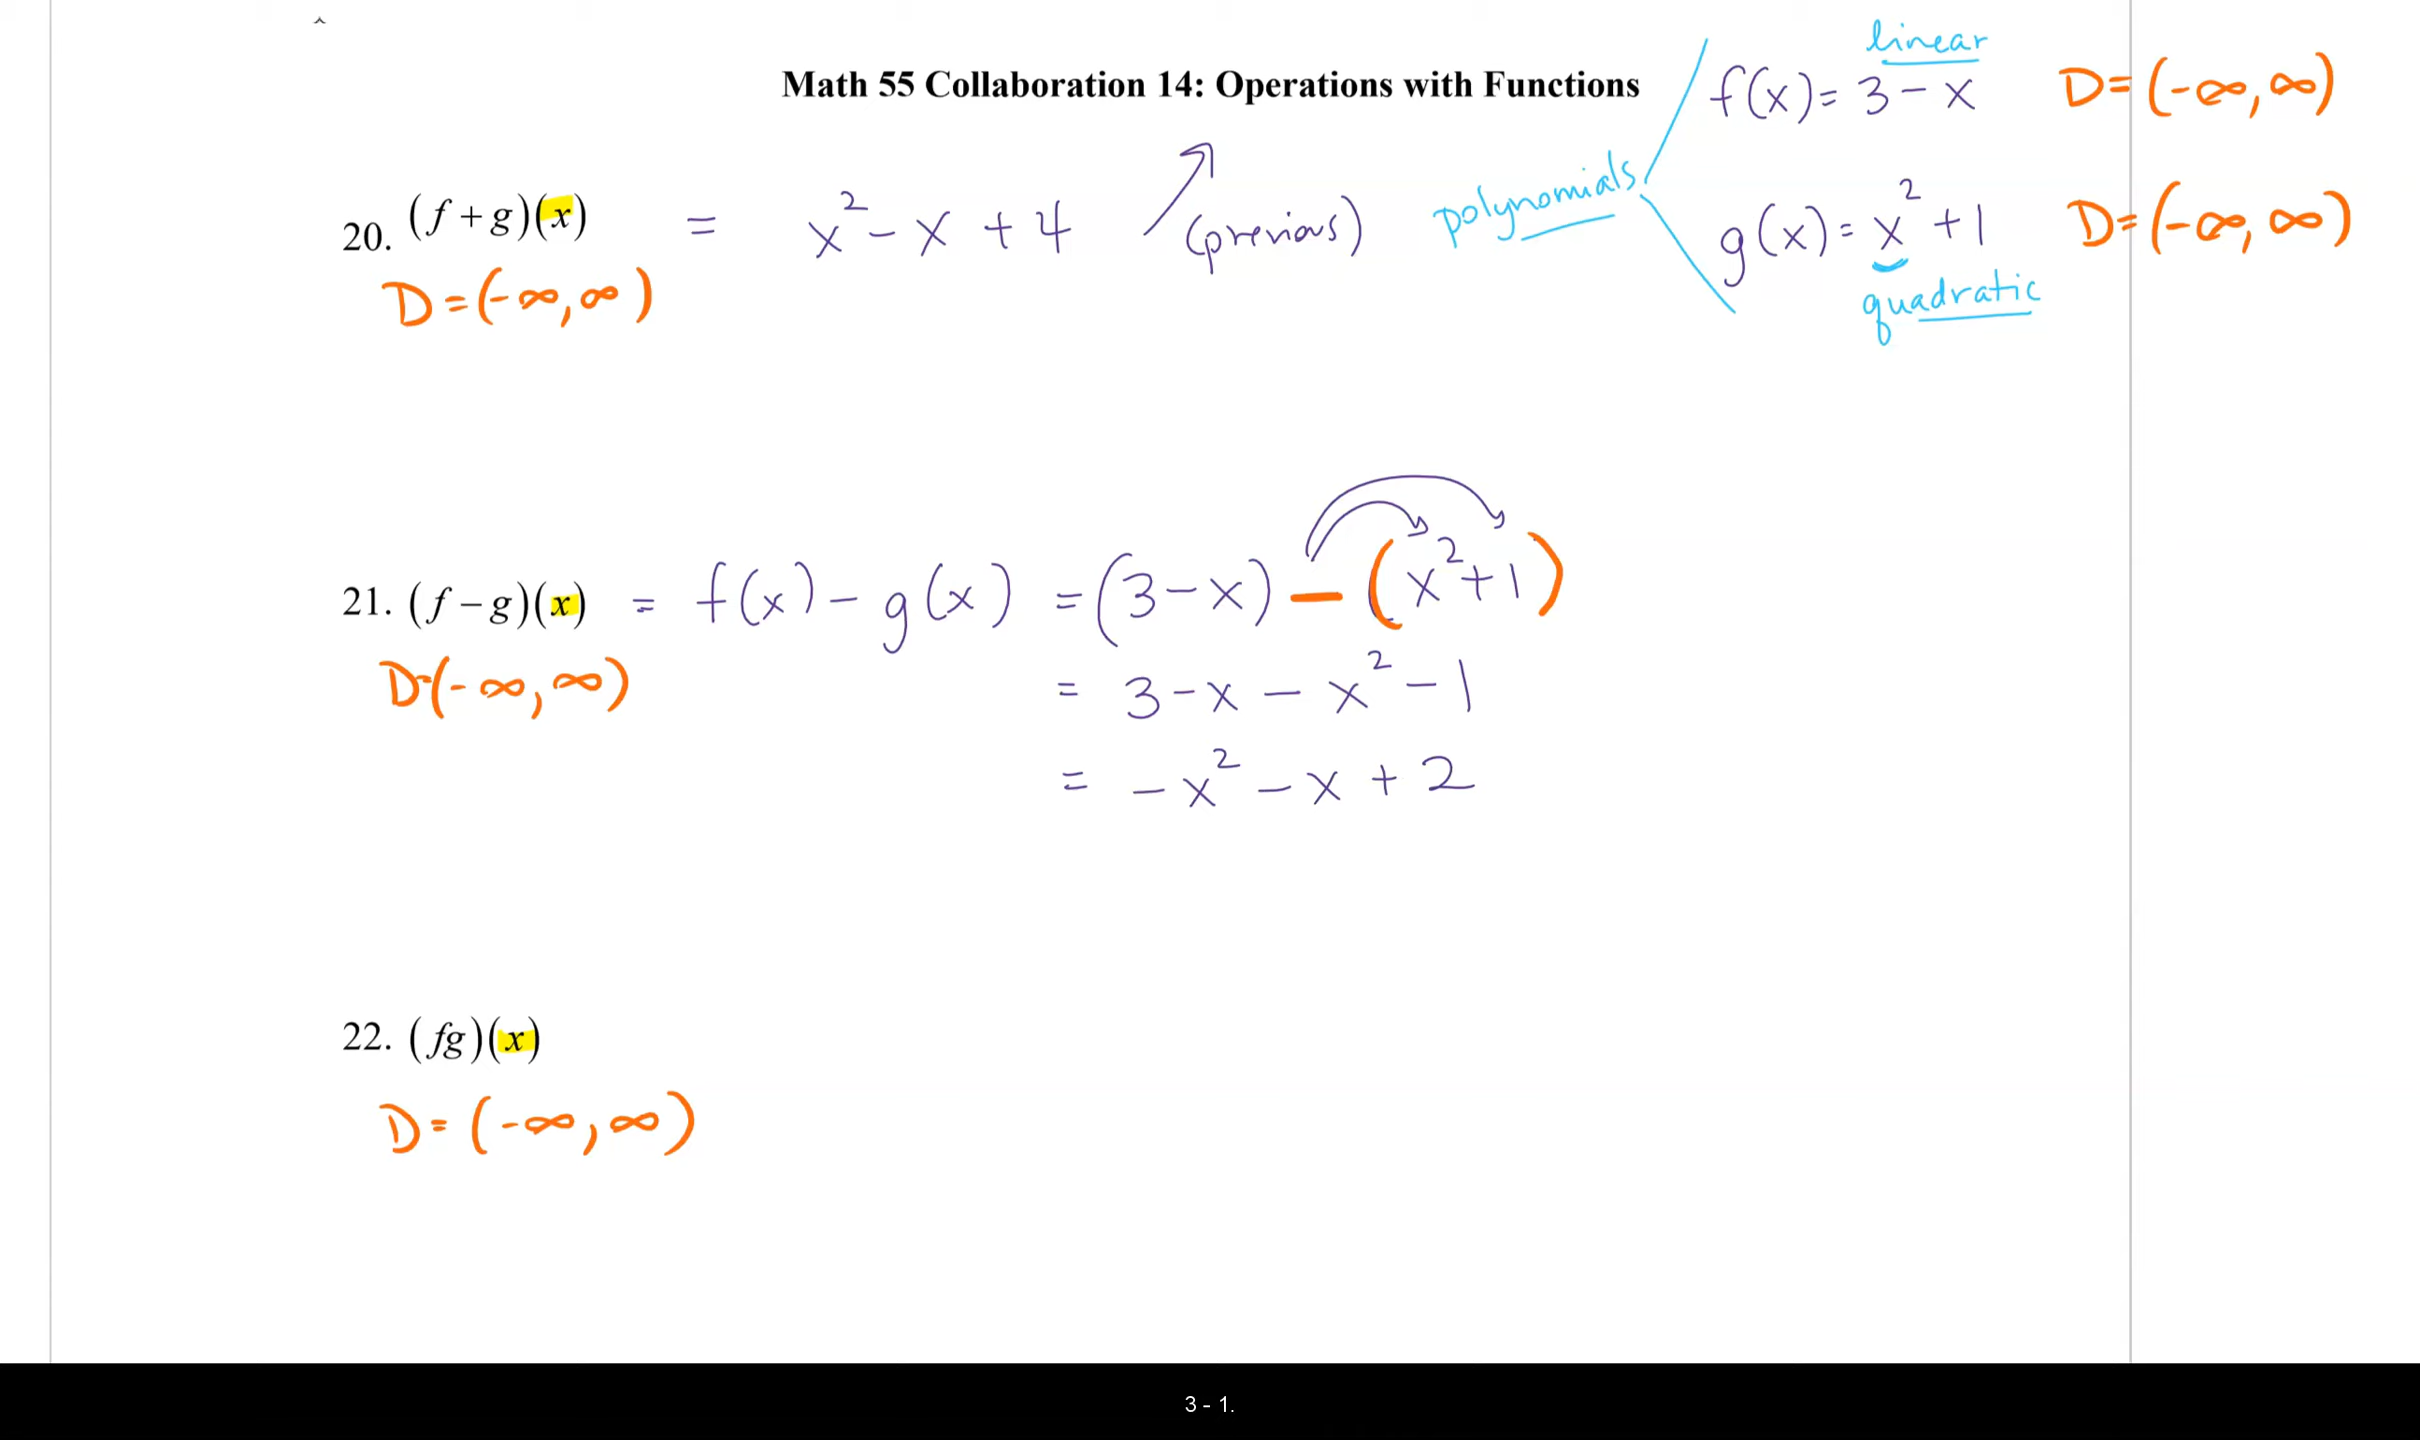 linear
Math 55 Collaboration 14: Operations with Functions
f(x) = 3 - x D = (-∞, ∞)
polynomials
20. (f + g)(x) = x² - x + 4 (previous)
g(x) = x² + 1 D = (-∞, ∞)
D = (-∞, ∞)
quadratic
21. (f - g)(x) = f(x) - g(x) = (3 - x) - (x² + 1)
D = (-∞, ∞)
= 3 - x - x² - 1
= -x² - x + 2
22. (fg)(x)
D = (-∞, ∞)
3 - 1.